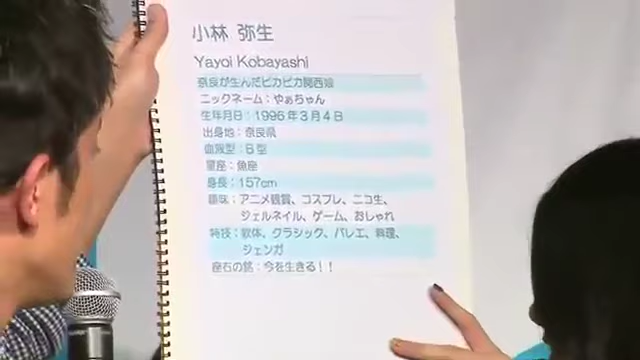 小林 弥生
Yayoi Kobayashi
奈良が生んだピカピカ関西娘
ニックネーム：やぁちゃん
生年月日：1996年3月4日
出身地：奈良県
血液型：B型
星座：魚座
身長：157cm
趣味：アニメ観賞、コスプレ、ニコ生、
ジェルネイル、ゲーム、おしゃれ
特技：軟体、クラシック、バレエ、料理、
ジェンガ
座右の銘：今を生きる！！